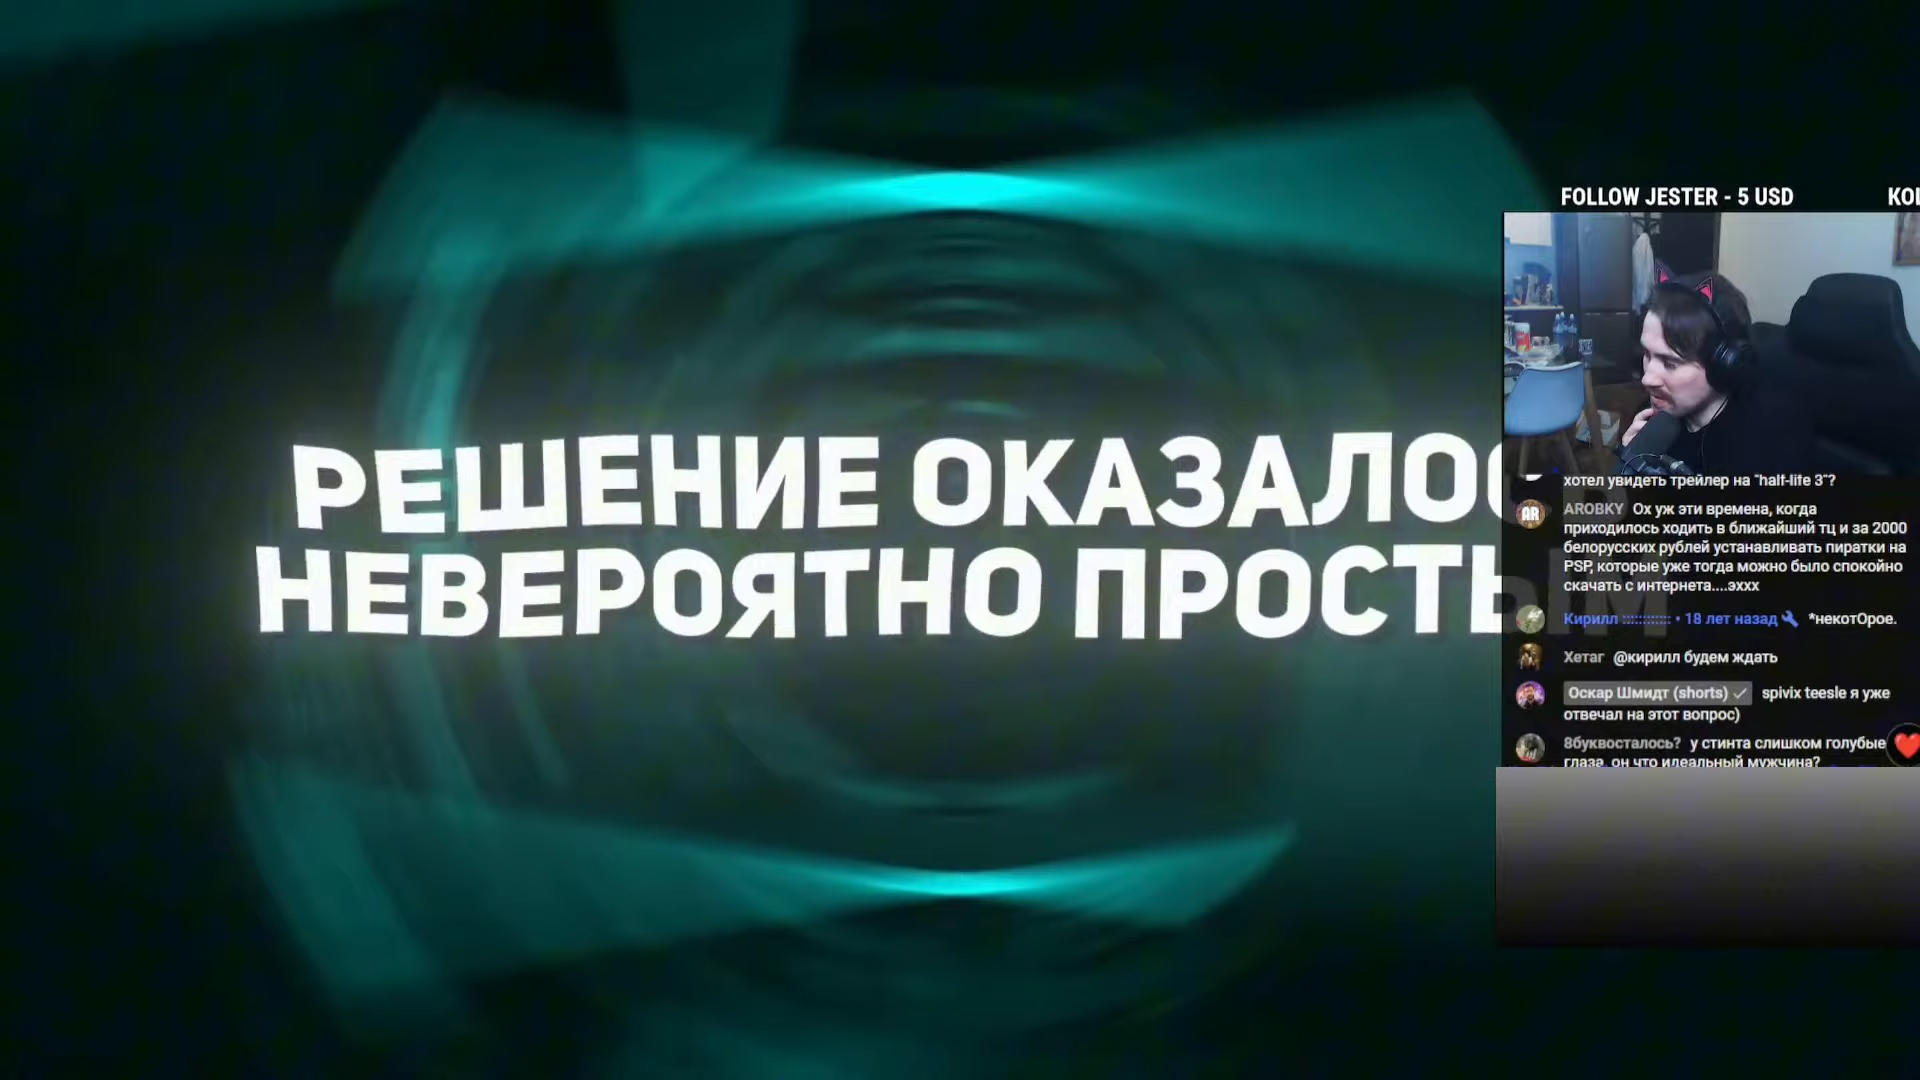 РЕШЕНИЕ ОКАЗАЛОС
НЕВЕРОЯТНО ПРОСТЫМ
FOLLOW JESTER - 5 USD
KOL
хотел увидеть трейлер на "half-life 3"?
AR
AROBKY Ох уж эти времена, когда
приходилось ходить в ближайший тц и за 2000
белорусских рублей устанавливать пиратки на
PSP, которые уже тогда можно было спокойно
скачать с интернета....эххх
Кирилл :::::::::::: • 18 лет назад *некотОрое.
Хетаг @кирилл будем ждать
Оскар Шмидт (shorts) ✓ spivix teesle я уже
отвечал на этот вопрос)
8буквосталось? у стинта слишком голубые
глаза, он что идеальный мужчина?